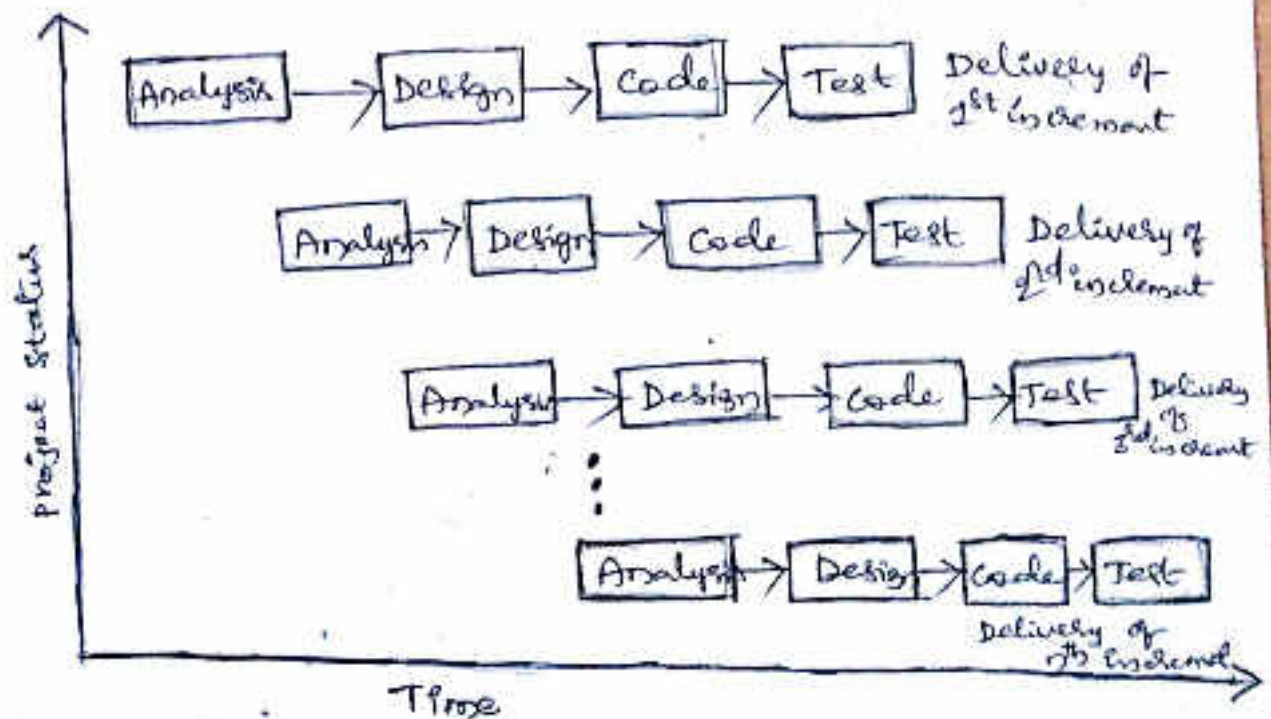 Analysis Design Code Test Delivery of
1st increment
Analysis Design Code Test Delivery of
2nd increment
Analysis Design Code Test Delivery
of
3rd increment
Analysis Design Code Test
Delivery of
nth increment
project status
Time